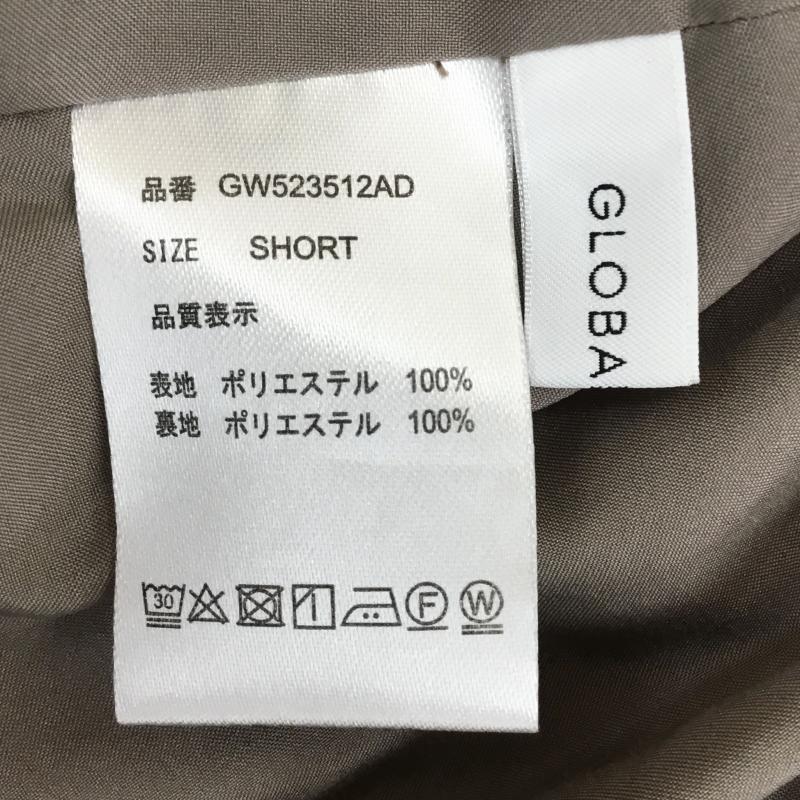 品番 GW523512AD
SIZE SHORT
品質表示
表地 ポリエステル 100%
裏地 ポリエステル 100%
30
F
W
GLOBA